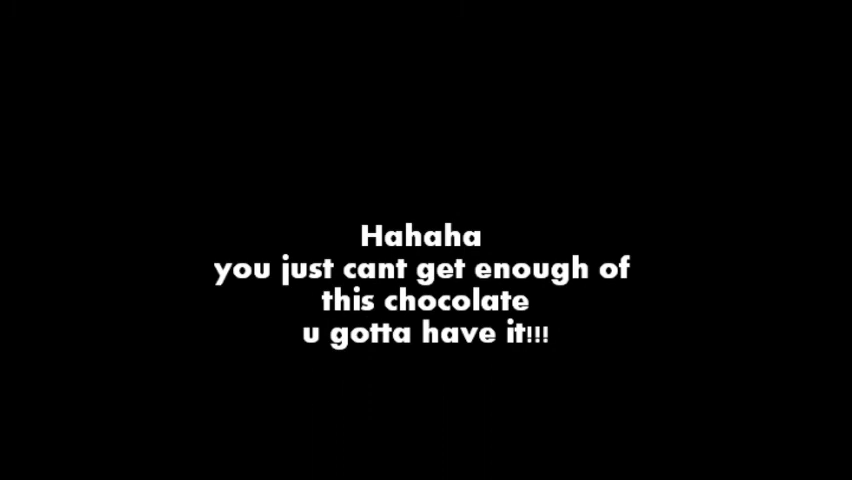 Hahaha
you just cant get enough of
this chocolate
u gotta have it!!!